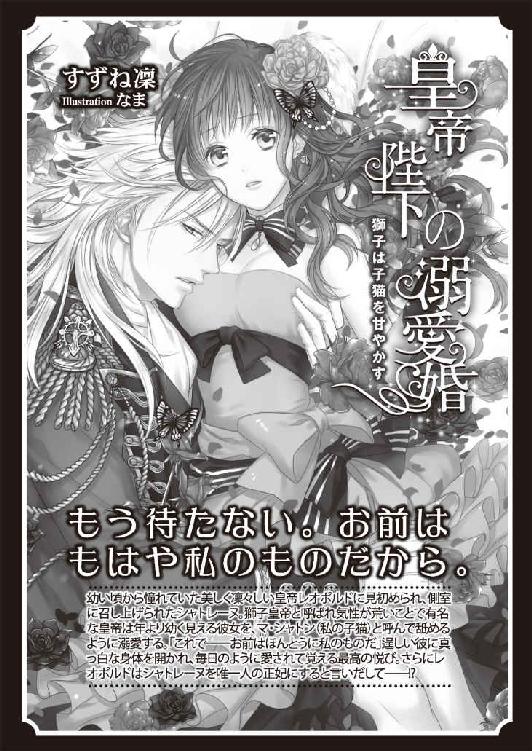 皇帝陛下の溺愛婚
獅子は子猫を甘やかす
すずね凜
Illustration なま
もう待たない。お前は
もはや私のものだから。
幼い頃から憧れていた美しく凜々しい皇帝レオポルドに見初められ、側室
に召し上げられたシャトレーヌ。獅子皇帝と呼ばれ気性が荒いことで有名
な皇帝は年より幼く見える彼女を、マ・シャトン（私の子猫）と呼んで舐める
ように溺愛する。「これで――お前はほんとうに私のものだ」逞しい彼に真
っ白な身体を開かれ、毎日のように愛されて覚える最高の悦び。さらにレ
オポルドはシャトレーヌを唯一人の正妃にすると言いだして――!?